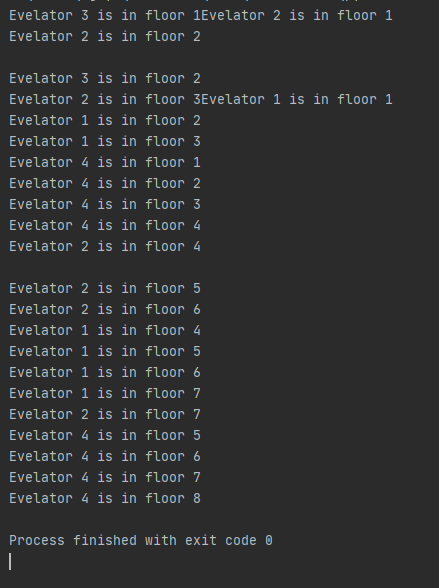 Evelator 3 is in floor 1Evelator 2 is in floor 1
Evelator 2 is in floor 2
Evelator 3 is in floor 2
Evelator 2 is in floor 3Evelator 1 is in floor 1
Evelator 1 is in floor 2
Evelator 1 is in floor 3
Evelator 4 is in floor 1
Evelator 4 is in floor 2
Evelator 4 is in floor 3
Evelator 4 is in floor 4
Evelator 2 is in floor 4
Evelator 2 is in floor 5
Evelator 2 is in floor 6
Evelator 1 is in floor 4
Evelator 1 is in floor 5
Evelator 1 is in floor 6
Evelator 1 is in floor 7
Evelator 2 is in floor 7
Evelator 4 is in floor 5
Evelator 4 is in floor 6
Evelator 4 is in floor 7
Evelator 4 is in floor 8
Process finished with exit code 0